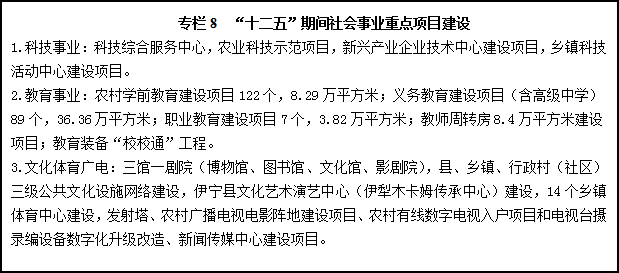 专栏8　“十二五”期间社会事业重点项目建设
1.科技事业：科技综合服务中心，农业科技示范项目，新兴产业企业技术中心建设项目，乡镇科技
活动中心建设项目。
2.教育事业：农村学前教育建设项目122个，8.29万平方米；义务教育建设项目（含高级中学）
89个，36.36万平方米；职业教育建设项目7个，3.82万平方米；教师周转房8.4万平方米建设
项目；教育装备“校校通”工程。
3.文化体育广电：三馆一剧院（博物馆、图书馆、文化馆、影剧院），县、乡镇、行政村（社区）
三级公共文化设施网络建设，伊宁县文化艺术演艺中心（伊犁木卡姆传承中心）建设，14个乡镇
体育中心建设，发射塔、农村广播电视电影阵地建设项目、农村有线数字电视入户项目和电视台摄
录编设备数字化升级改造、新闻传媒中心建设项目。